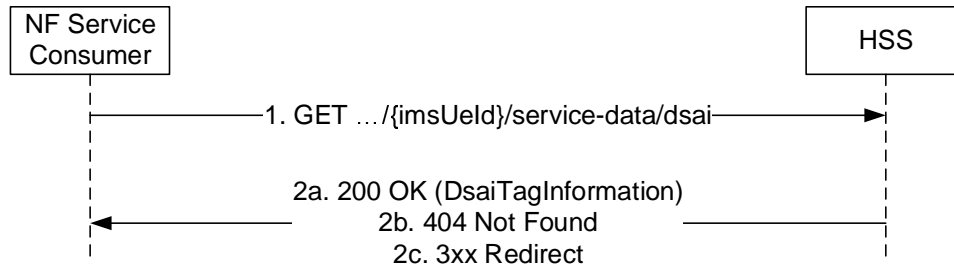 NF Service
Consumer
HSS
1. GET …/{imsUeId}/service-data/dsai
2a. 200 OK (DsaiTagInformation)
2b. 404 Not Found
2c. 3xx Redirect